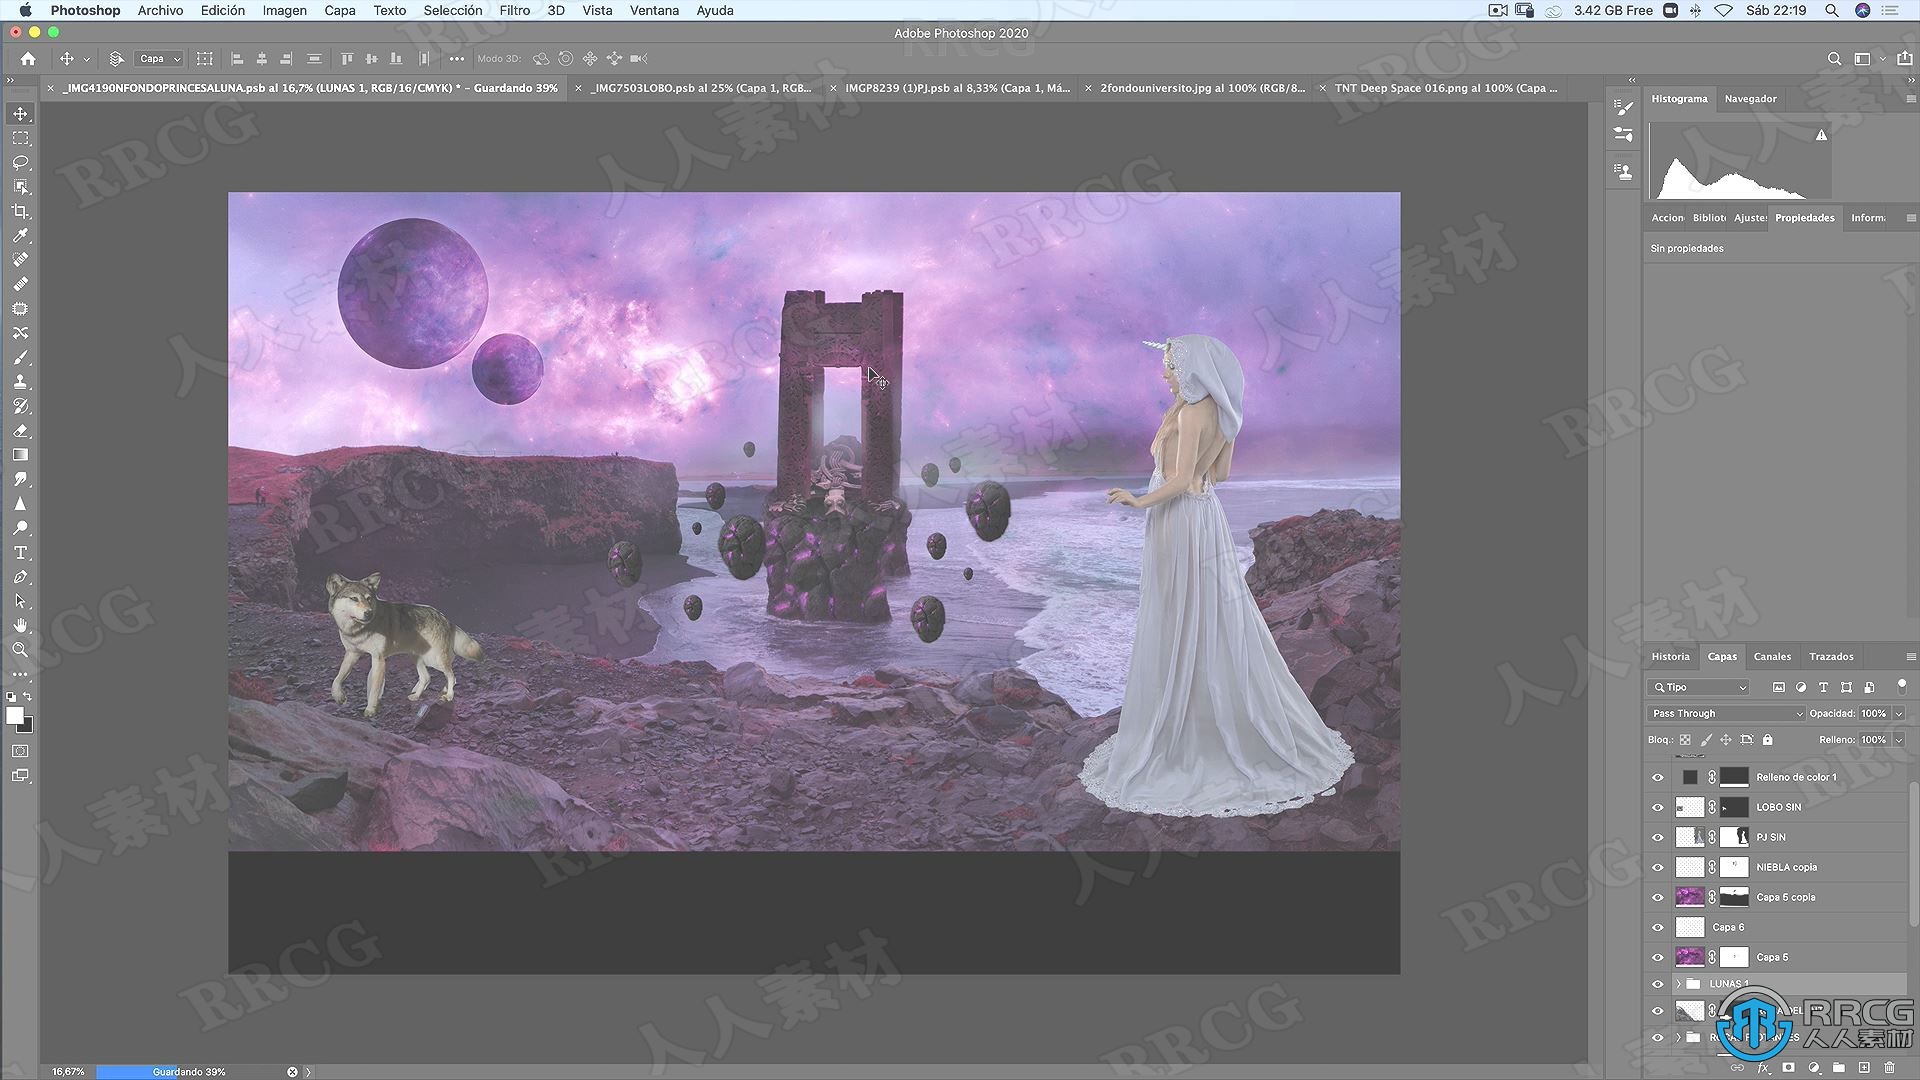 Photoshop Archivo Edición Imagen Capa Texto Selección Filtro 3D Vista Ventana Ayuda 3.42 GB Free Sáb 22:19
Adobe Photoshop 2020
Capa Modo 3D:
_IMG4190NFONDOPRINCESALUNA.psb al 16,7% (LUNAS 1, RGB/16/CMYK) * - Guardando 39% _IMG7503LOBO.psb al 25% (Capa 1, RGB... IMGP8239 (1)PJ.psb al 8,33% (Capa 1, Má... 2fondouniversito.jpg al 100% (RGB/8... TNT Deep Space 016.png al 100% (Capa ...
Histograma Navegador
Accion Bibliot Ajuste Propiedades Inform
Sin propiedades
Historia Capas Canales Trazados
Tipo
Pass Through Opacidad: 100%
Bloq.: Relleno: 100%
Relleno de color 1
LOBO SIN
PJ SIN
NIEBLA copia
Capa 5 copia
Capa 6
Capa 5
LUNAS 1
16,67% Guardando 39%
RRCG
人人素材